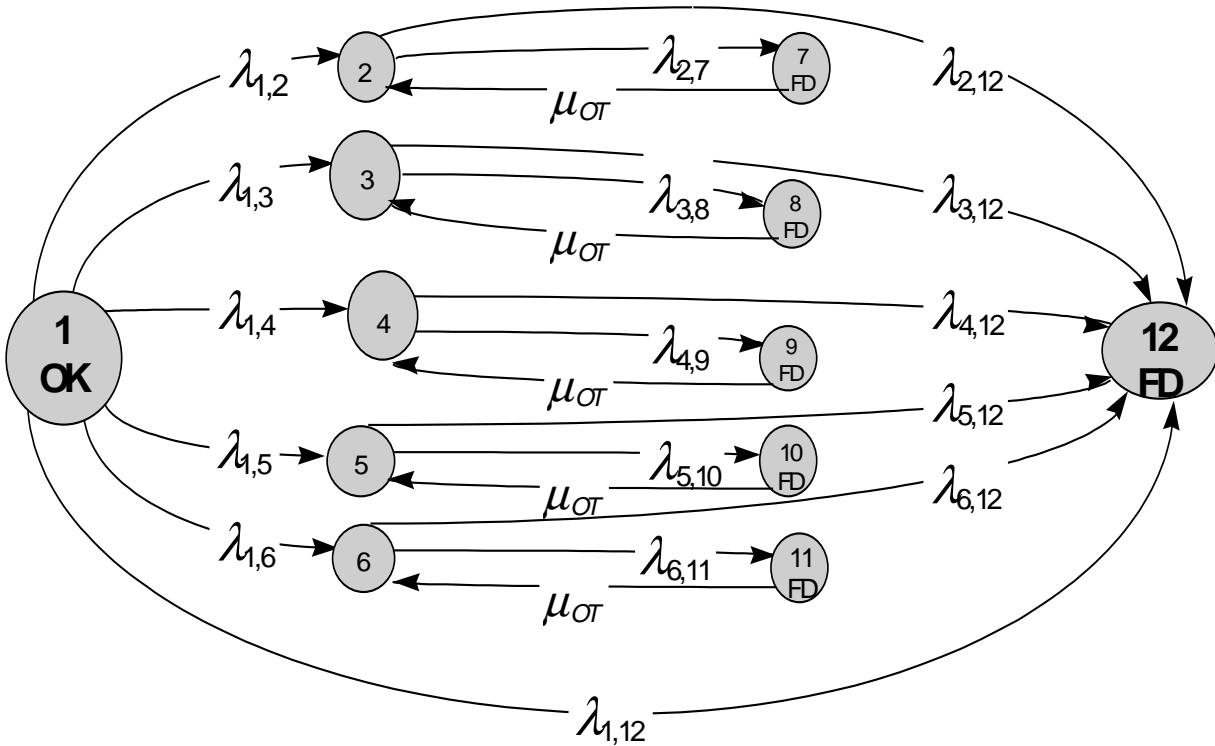 λ1,2
2
λ2,7
7
FD
λ2,12
μOT
λ1,3
3
λ3,8
8
FD
λ3,12
μOT
1
OK
λ1,4
4
λ4,9
9
FD
λ4,12
μOT
12
FD
λ1,5
5
λ5,10
10
FD
λ5,12
μOT
λ1,6
6
λ6,11
11
FD
λ6,12
μOT
λ1,12